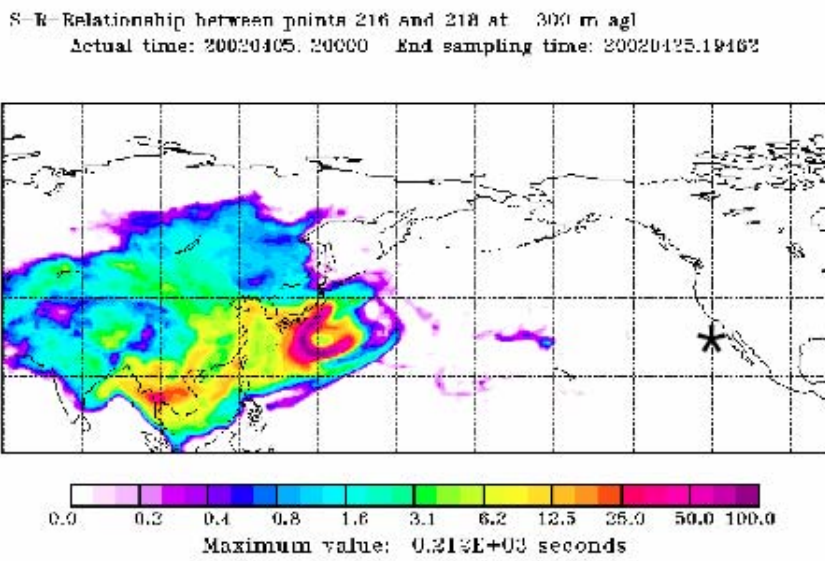 S-R-Relationship between points 216 and 218 at 300 m agl
Actual time: 20020405. 20000 End sampling time: 20020425.19462
0.0 0.2 0.4 0.8 1.6 3.1 6.2 12.5 25.0 50.0 100.0
Maximum value: 0.212E+03 seconds